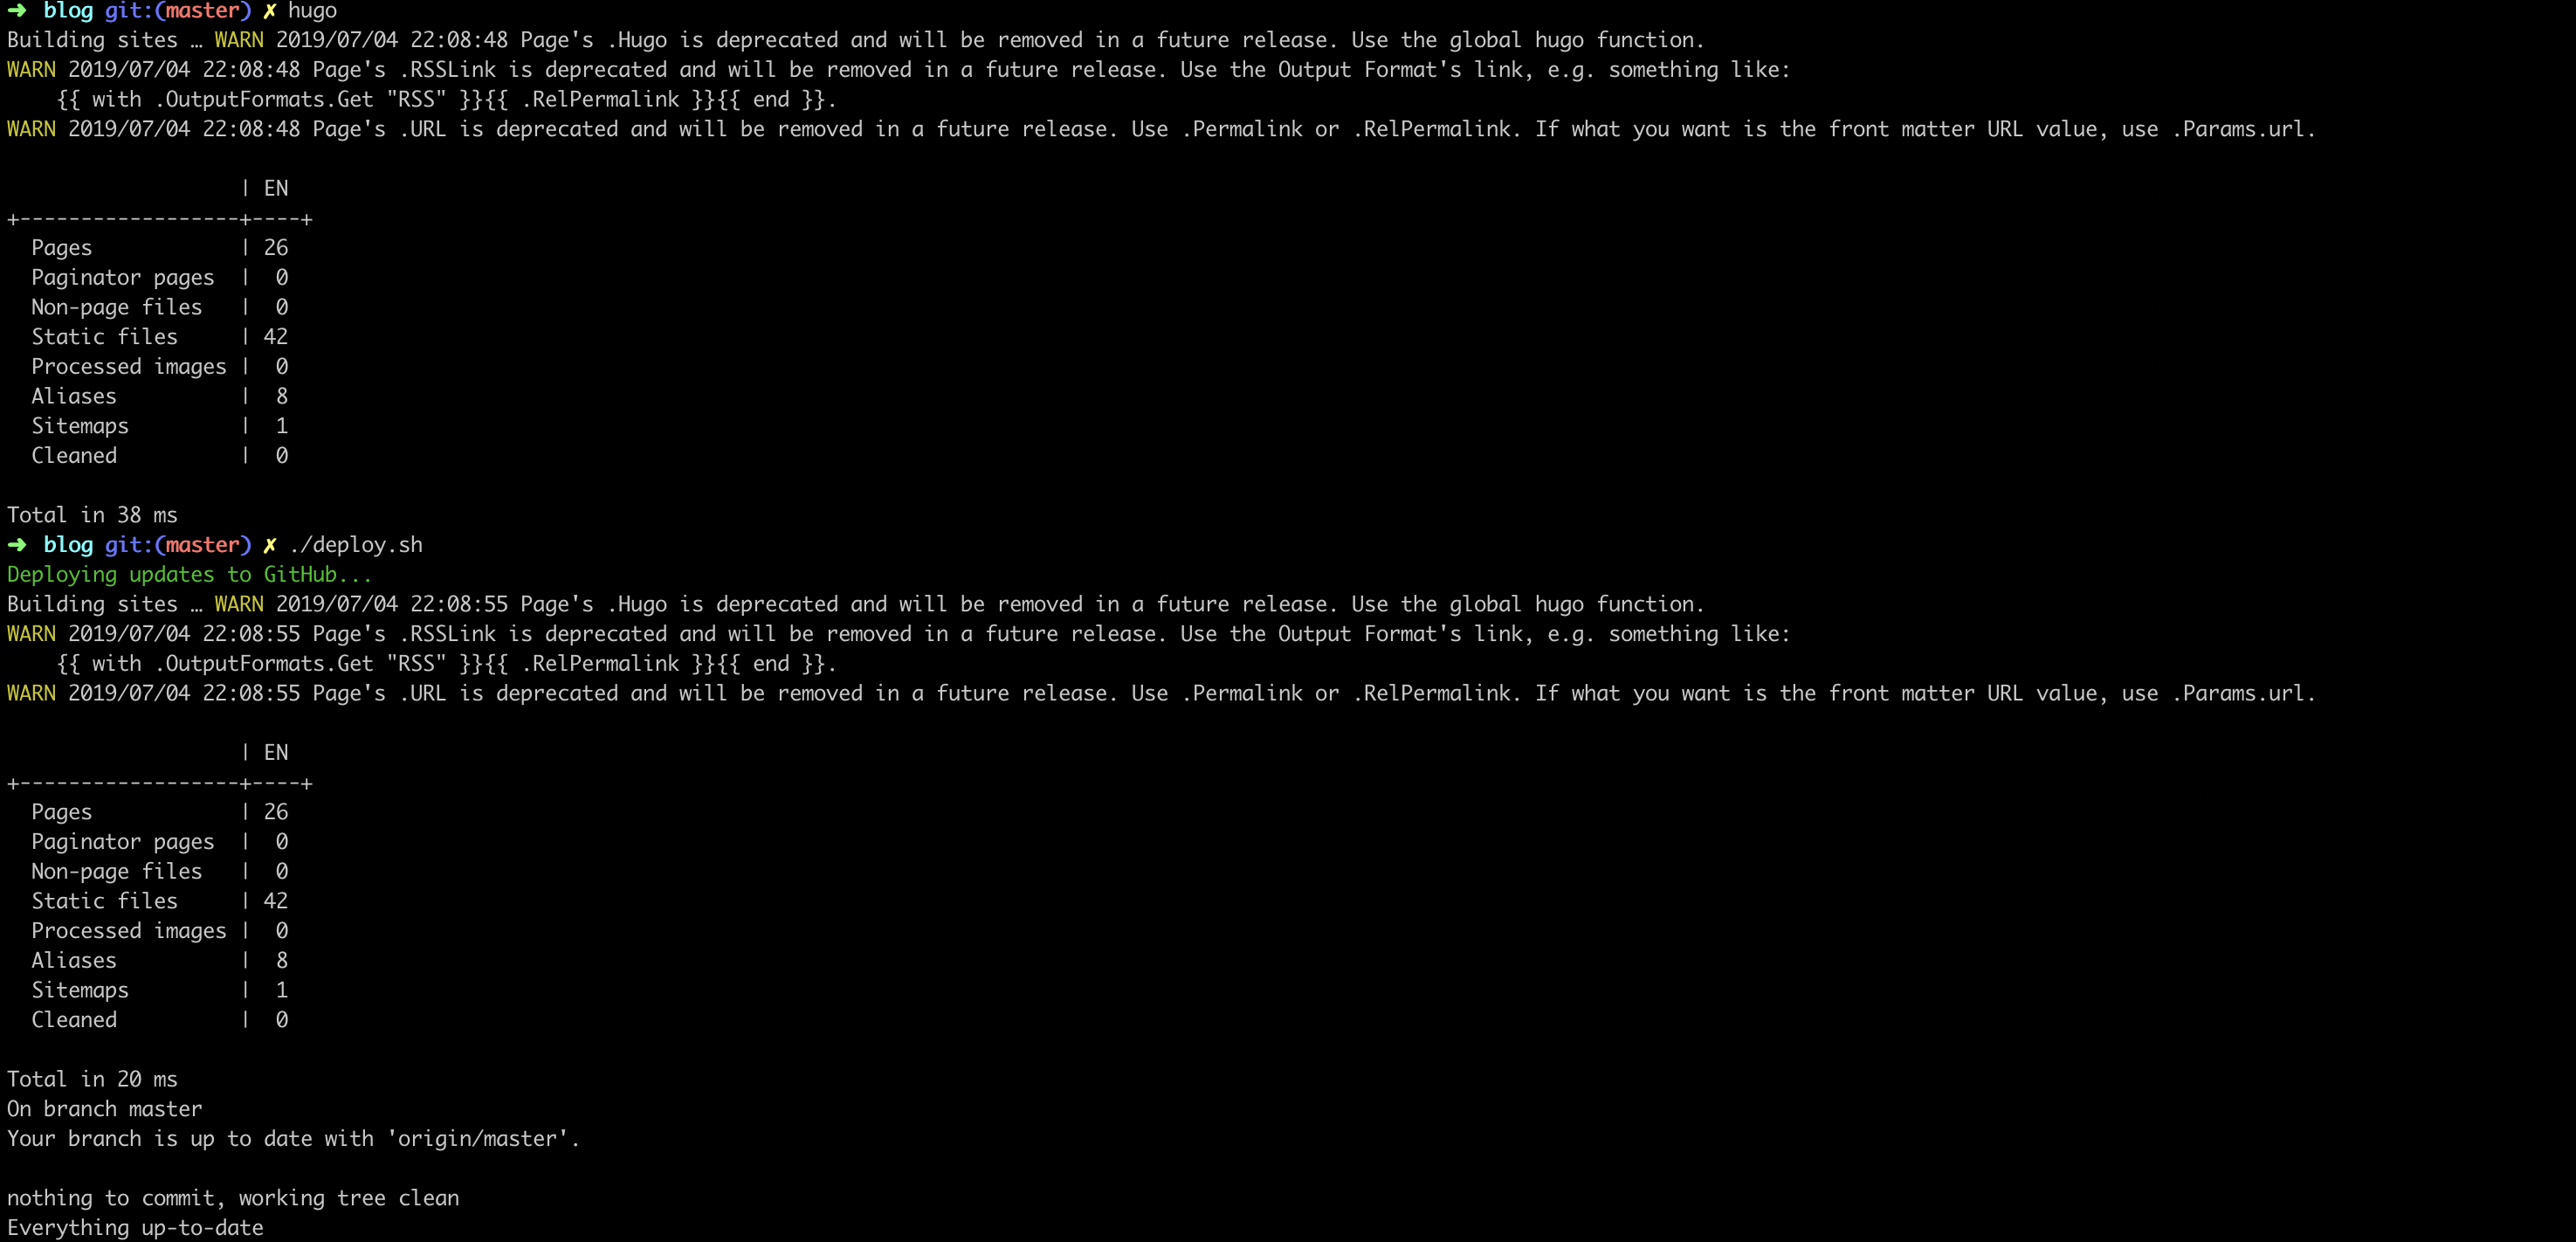 ➜  blog git:(master) ✗ hugo
Building sites … WARN 2019/07/04 22:08:48 Page's .Hugo is deprecated and will be removed in a future release. Use the global hugo function.
WARN 2019/07/04 22:08:48 Page's .RSSLink is deprecated and will be removed in a future release. Use the Output Format's link, e.g. something like:
    {{ with .OutputFormats.Get "RSS" }}{{ .RelPermalink }}{{ end }}.
WARN 2019/07/04 22:08:48 Page's .URL is deprecated and will be removed in a future release. Use .Permalink or .RelPermalink. If what you want is the front matter URL value, use .Params.url.

                   | EN
+------------------+----+
  Pages            | 26
  Paginator pages  |  0
  Non-page files   |  0
  Static files     | 42
  Processed images |  0
  Aliases          |  8
  Sitemaps         |  1
  Cleaned          |  0

Total in 38 ms
➜  blog git:(master) ✗ ./deploy.sh
Deploying updates to GitHub...
Building sites … WARN 2019/07/04 22:08:55 Page's .Hugo is deprecated and will be removed in a future release. Use the global hugo function.
WARN 2019/07/04 22:08:55 Page's .RSSLink is deprecated and will be removed in a future release. Use the Output Format's link, e.g. something like:
    {{ with .OutputFormats.Get "RSS" }}{{ .RelPermalink }}{{ end }}.
WARN 2019/07/04 22:08:55 Page's .URL is deprecated and will be removed in a future release. Use .Permalink or .RelPermalink. If what you want is the front matter URL value, use .Params.url.

                   | EN
+------------------+----+
  Pages            | 26
  Paginator pages  |  0
  Non-page files   |  0
  Static files     | 42
  Processed images |  0
  Aliases          |  8
  Sitemaps         |  1
  Cleaned          |  0

Total in 20 ms
On branch master
Your branch is up to date with 'origin/master'.

nothing to commit, working tree clean
Everything up-to-date